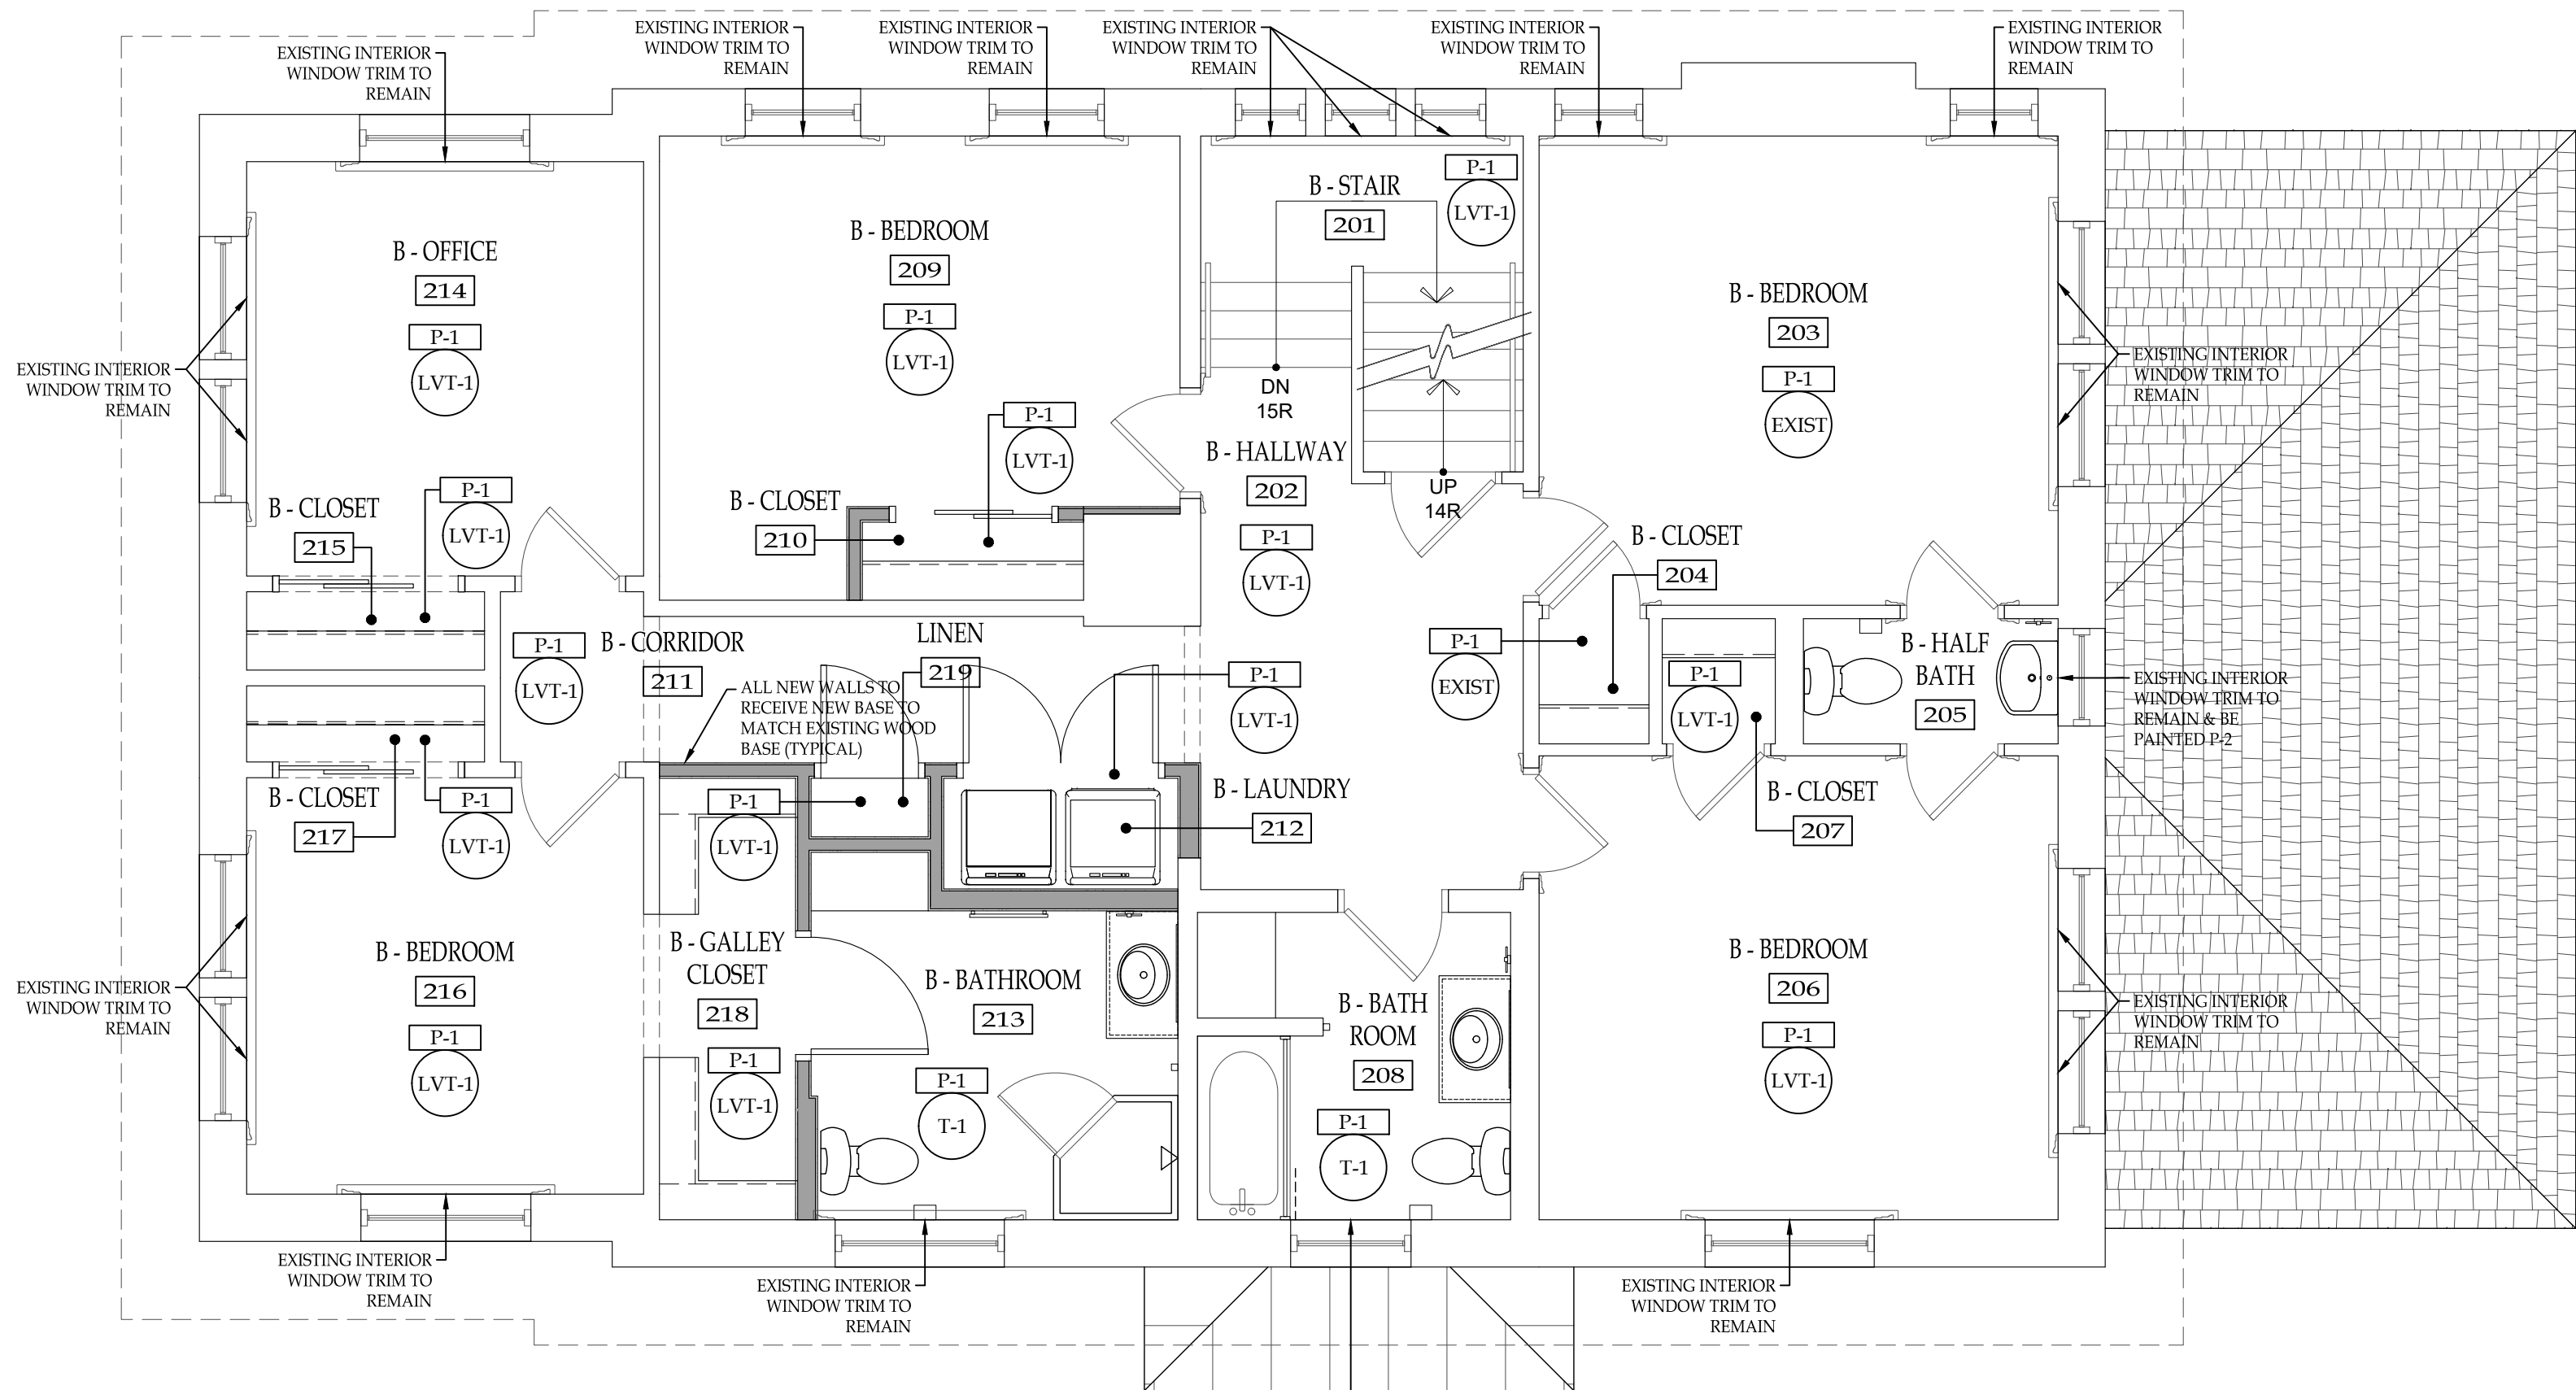 EXISTING INTERIOR
WINDOW TRIM TO
REMAIN
EXISTING INTERIOR
WINDOW TRIM TO
REMAIN
EXISTING INTERIOR
WINDOW TRIM TO
REMAIN
EXISTING INTERIOR
WINDOW TRIM TO
REMAIN
EXISTING INTERIOR
WINDOW TRIM TO
REMAIN
EXISTING INTERIOR
WINDOW TRIM TO
REMAIN
B - OFFICE
214
P-1
LVT-1
B - BEDROOM
209
P-1
LVT-1
B - STAIR
201
P-1
LVT-1
B - BEDROOM
203
P-1
EXIST
EXISTING INTERIOR
WINDOW TRIM TO
REMAIN
EXISTING INTERIOR
WINDOW TRIM TO
REMAIN
DN
15R
UP
14R
B - CLOSET
215
P-1
LVT-1
B - CLOSET
210
P-1
LVT-1
B - HALLWAY
202
P-1
LVT-1
B - CLOSET
204
P-1
EXIST
P-1
LVT-1
B - CORRIDOR
211
LINEN
219
ALL NEW WALLS TO
RECEIVE NEW BASE TO
MATCH EXISTING WOOD
BASE (TYPICAL)
P-1
LVT-1
P-1
LVT-1
B - HALF
BATH
205
EXISTING INTERIOR
WINDOW TRIM TO
REMAIN & BE
PAINTED P-2
B - CLOSET
217
P-1
LVT-1
P-1
LVT-1
B - LAUNDRY
212
B - CLOSET
207
B - BEDROOM
216
P-1
LVT-1
B - GALLEY
CLOSET
218
P-1
LVT-1
B - BATHROOM
213
P-1
T-1
B - BATH
ROOM
208
P-1
T-1
B - BEDROOM
206
P-1
LVT-1
EXISTING INTERIOR
WINDOW TRIM TO
REMAIN
EXISTING INTERIOR
WINDOW TRIM TO
REMAIN
EXISTING INTERIOR
WINDOW TRIM TO
REMAIN
EXISTING INTERIOR
WINDOW TRIM TO
REMAIN
EXISTING INTERIOR
WINDOW TRIM TO
REMAIN